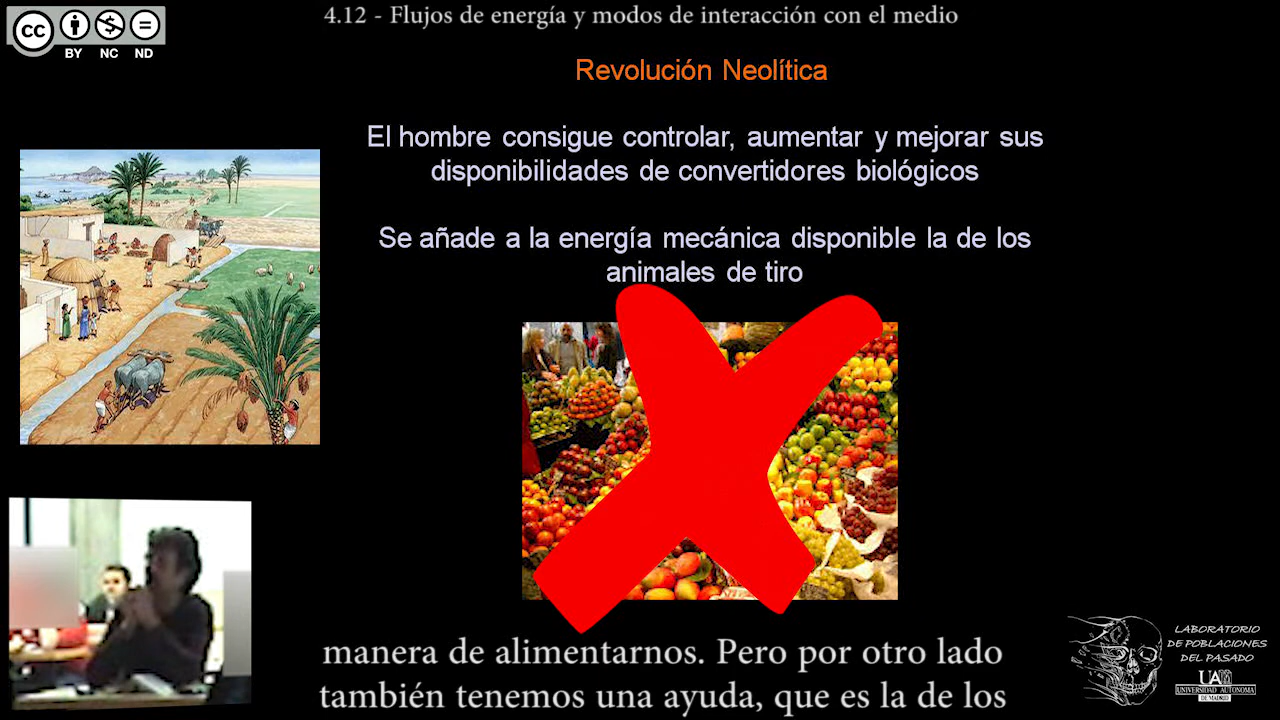 4.12 - Flujos de energía y modos de interacción con el medio
cc
BY NC ND
Revolución Neolítica
El hombre consigue controlar, aumentar y mejorar sus
disponibilidades de convertidores biológicos
Se añade a la energía mecánica disponible la de los
animales de tiro
manera de alimentarnos. Pero por otro lado
también tenemos una ayuda, que es la de los
LABORATORIO
DE POBLACIONES
DEL PASADO
UA
UNIVERSIDAD AUTONOMA
DE MADRID